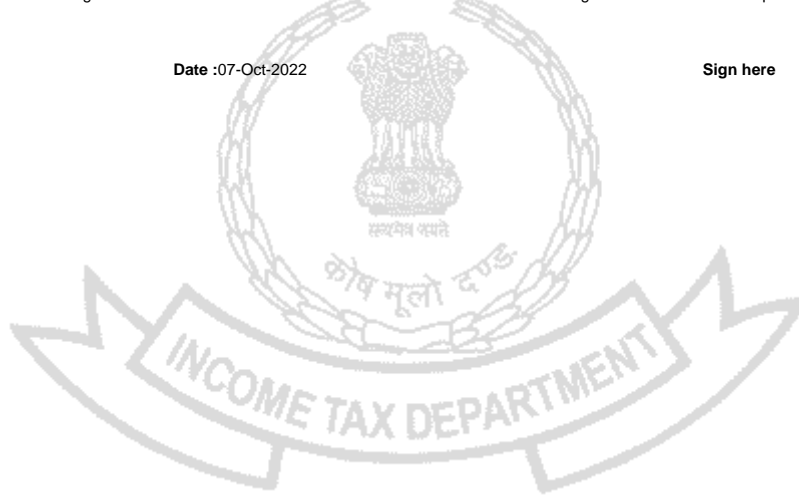 Date :07-Oct-2022 Sign here
सत्यमेव जयते
कोष मूलो दण्डः
INCOME TAX DEPARTMENT